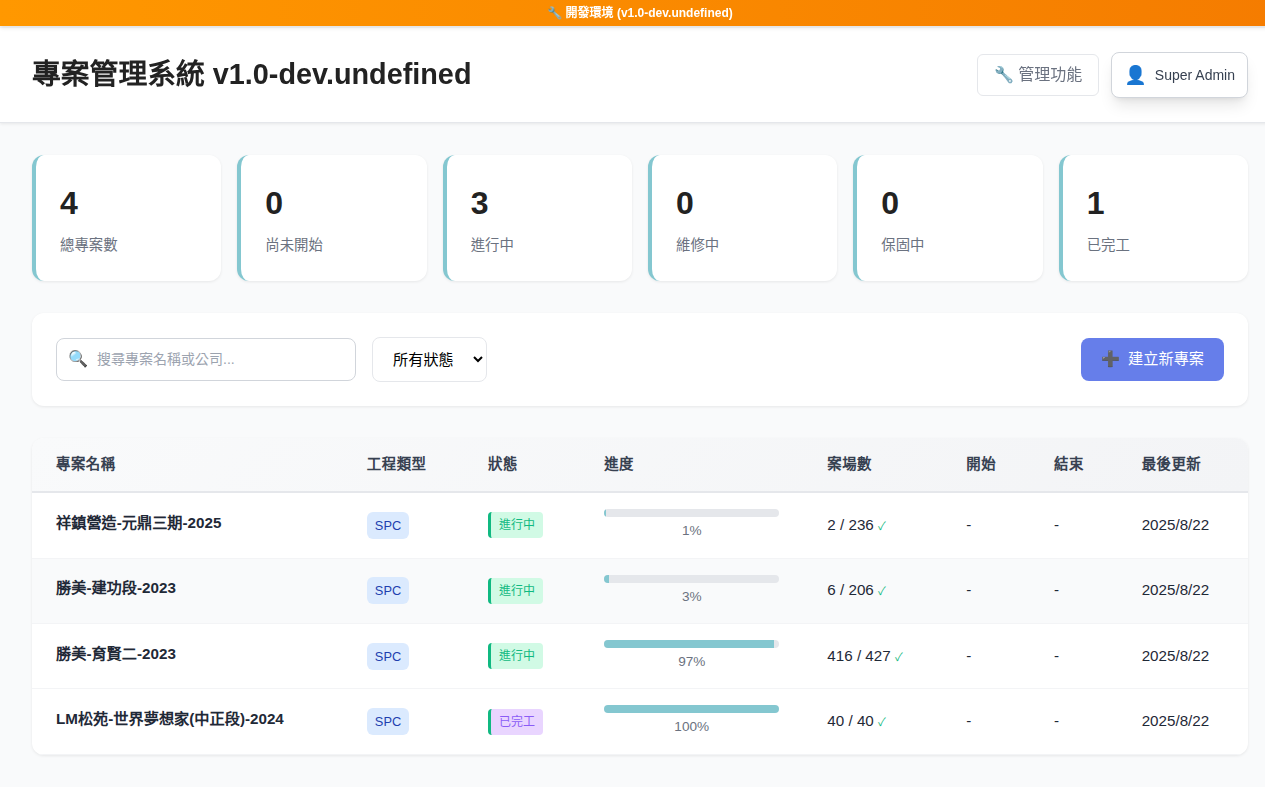 🔧 開發環境 (v1.0-dev.undefined)
專案管理系統 v1.0-dev.undefined
🔧 管理功能
👤 Super Admin
4
總專案數
0
尚未開始
3
進行中
0
維修中
0
保固中
1
已完工
🔍 搜尋專案名稱或公司...
所有狀態
➕ 建立新專案
專案名稱 工程類型 狀態 進度 案場數 開始 結束 最後更新
祥鎮營造-元鼎三期-2025 SPC 進行中 1% 2 / 236 ✓ - - 2025/8/22
勝美-建功段-2023 SPC 進行中 3% 6 / 206 ✓ - - 2025/8/22
勝美-育賢二-2023 SPC 進行中 97% 416 / 427 ✓ - - 2025/8/22
LM松苑-世界夢想家(中正段)-2024 SPC 已完工 100% 40 / 40 ✓ - - 2025/8/22